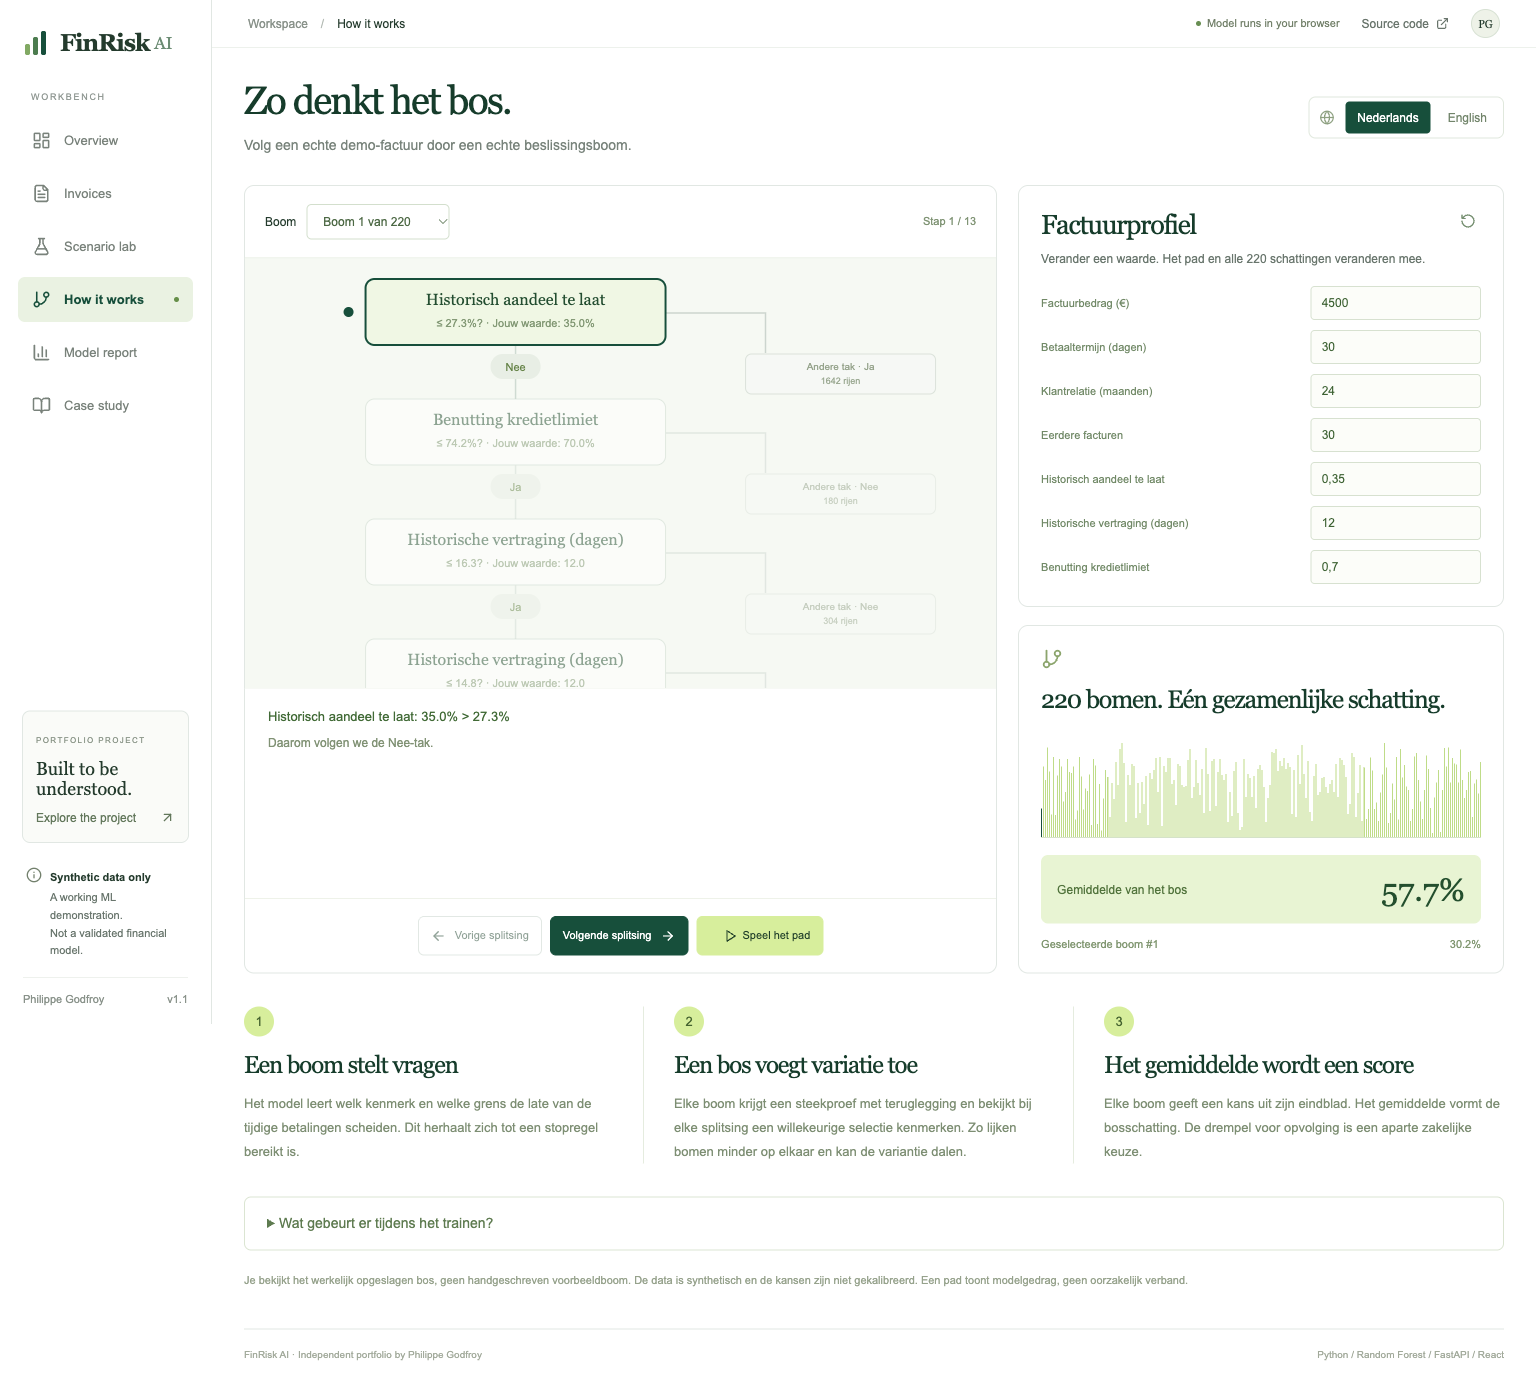 FinRisk AI
WORKBENCH
Overview
Invoices
Scenario lab
How it works
Model report
Case study
PORTFOLIO PROJECT
Built to be
understood.
Explore the project
Synthetic data only
A working ML
demonstration.
Not a validated financial
model.
Philippe Godfroy v1.1
Workspace / How it works
Model runs in your browser Source code PG
Zo denkt het bos.
Volg een echte demo-factuur door een echte beslissingsboom.
Nederlands English
Boom Boom 1 van 220 Stap 1 / 13
Historisch aandeel te laat
≤ 27.3%? · Jouw waarde: 35.0%
Nee
Andere tak · Ja
1642 rijen
Benutting kredietlimiet
≤ 74.2%? · Jouw waarde: 70.0%
Ja
Andere tak · Nee
180 rijen
Historische vertraging (dagen)
≤ 16.3? · Jouw waarde: 12.0
Ja
Andere tak · Nee
304 rijen
Historische vertraging (dagen)
≤ 14.8? · Jouw waarde: 12.0
Historisch aandeel te laat: 35.0% > 27.3%
Daarom volgen we de Nee-tak.
Vorige splitsing Volgende splitsing Speel het pad
Factuurprofiel
Verander een waarde. Het pad en alle 220 schattingen veranderen mee.
Factuurbedrag (€) 4500
Betaaltermijn (dagen) 30
Klantrelatie (maanden) 24
Eerdere facturen 30
Historisch aandeel te laat 0,35
Historische vertraging (dagen) 12
Benutting kredietlimiet 0,7
220 bomen. Eén gezamenlijke schatting.
Gemiddelde van het bos 57.7%
Geselecteerde boom #1 30.2%
1
Een boom stelt vragen
Het model leert welk kenmerk en welke grens de late van de
tijdige betalingen scheiden. Dit herhaalt zich tot een stopregel
bereikt is.
2
Een bos voegt variatie toe
Elke boom krijgt een steekproef met teruglegging en bekijkt bij
elke splitsing een willekeurige selectie kenmerken. Zo lijken
bomen minder op elkaar en kan de variantie dalen.
3
Het gemiddelde wordt een score
Elke boom geeft een kans uit zijn eindblad. Het gemiddelde vormt de
bosschatting. De drempel voor opvolging is een aparte zakelijke
keuze.
Wat gebeurt er tijdens het trainen?
Je bekijkt het werkelijk opgeslagen bos, geen handgeschreven voorbeeldboom. De data is synthetisch en de kansen zijn niet gekalibreerd. Een pad toont modelgedrag, geen oorzakelijk verband.
FinRisk AI · Independent portfolio by Philippe Godfroy Python / Random Forest / FastAPI / React